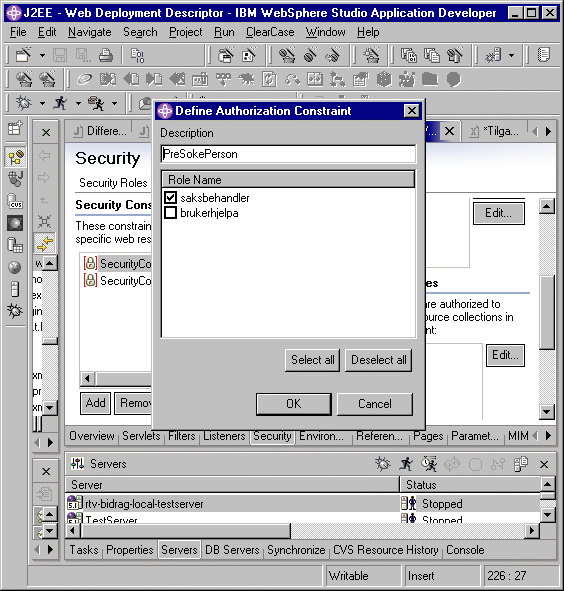 J2EE - Web Deployment Descriptor - IBM WebSphere Studio Application Developer
File Edit Navigate Search Project Run ClearCase Window Help
Define Authorization Constraint
Differe...
/...
*Tilga...
Description
PreSokePerson
Security
Security Roles
Role Name
Security Cons
saksbehandler
Edit...
These constrain
brukerhjelpa
specific web res
SecurityCo
SecurityCo
es
are authorized to
ource collections in
nt:
Edit...
Select all Deselect all
OK Cancel
Add Remov
Overview Servlets Filters Listeners Security Environ... Referen... Pages Paramet... MIM
Servers
Server Status
rtv-bidrag-local-testserver Stopped
TestServer Stopped
Tasks Properties Servers DB Servers Synchronize CVS Resource History Console
Writable Insert 226 : 27